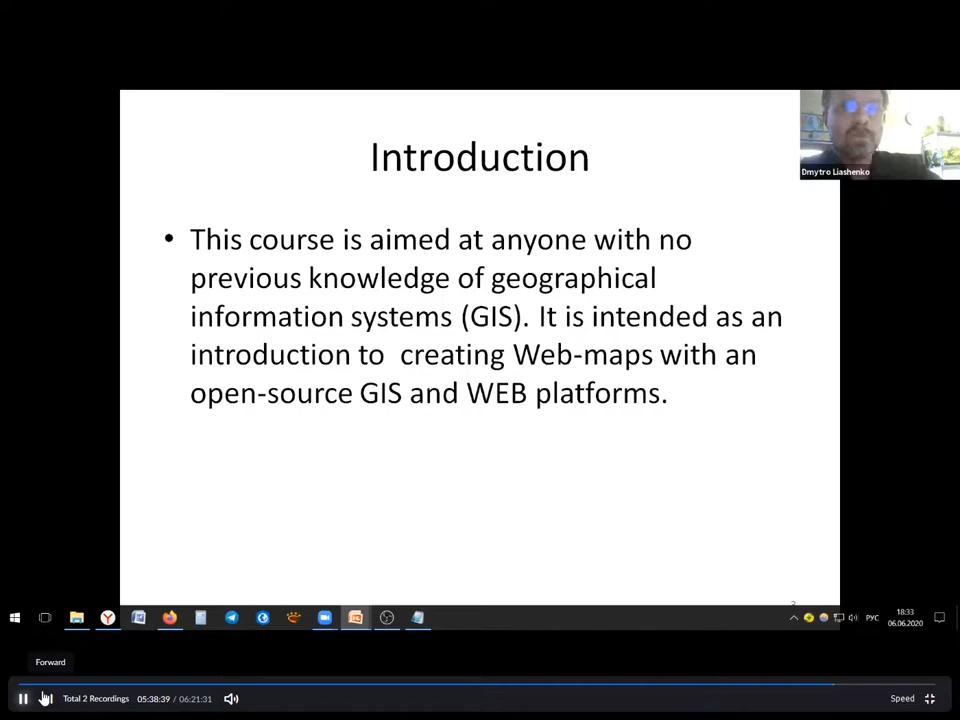 Introduction
Dmytro Liashenko
• This course is aimed at anyone with no
previous knowledge of geographical
information systems (GIS). It is intended as an
introduction to  creating Web-maps with an
open-source GIS and WEB platforms.
3
РУС
18:33
06.06.2020
Forward
Total 2 Recordings
05:38:39 / 06:21:31
Speed